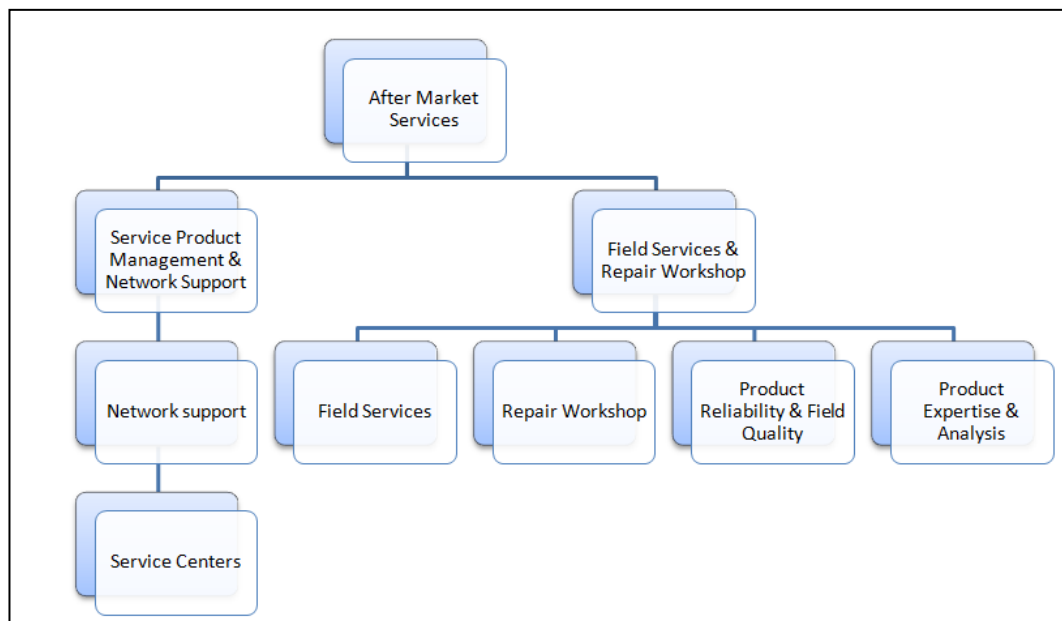 After Market
Services
Service Product
Management &
Network Support
Field Services &
Repair Workshop
Network support
Field Services
Repair Workshop
Product
Reliability & Field
Quality
Product
Expertise &
Analysis
Service Centers